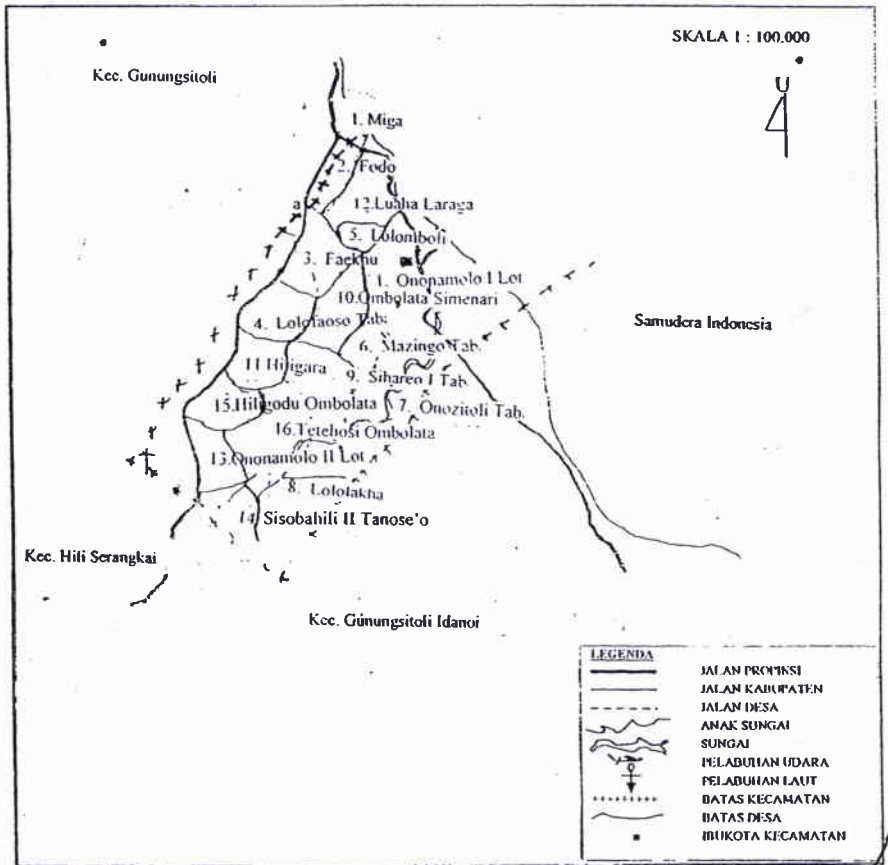 SKALA 1 : 100.000
Kec. Gunungsitoli
U
1. Miga
2. Fodo
a
12.Luaha Laraga
5. Lolomboli
3. Faekhu
1. Ononamolo I Lot
10.Ombolata Simenari
Samudera Indonesia
4. Lolofaoso Tab.
6. Mazingo Tab.
11 Hiligara
9. Sihareo I Tab.
15.Hiligodu Ombolata
7. Onozitoli Tab.
16.Tetehosi Ombolata
13.Ononamolo II Lot
8. Lololakha
14. Sisobahili II Tanose'o
Kec. Hili Serangkai
Kec. Gunungsitoli Idanoi
LEGENDA
JALAN PROPINSI
JALAN KABUPATEN
JALAN DESA
ANAK SUNGAI
SUNGAI
PELABUHAN UDARA
PELABUHAN LAUT
BATAS KECAMATAN
BATAS DESA
IBUKOTA KECAMATAN